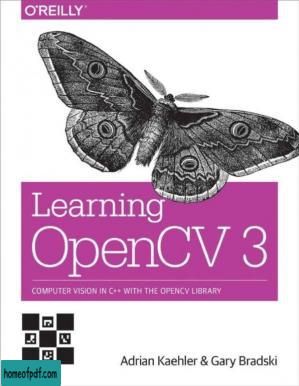 O'REILLY®
Learning
OpenCV 3
COMPUTER VISION IN C++ WITH THE OPENCV LIBRARY
Adrian Kaehler & Gary Bradski
homeofpdf.com